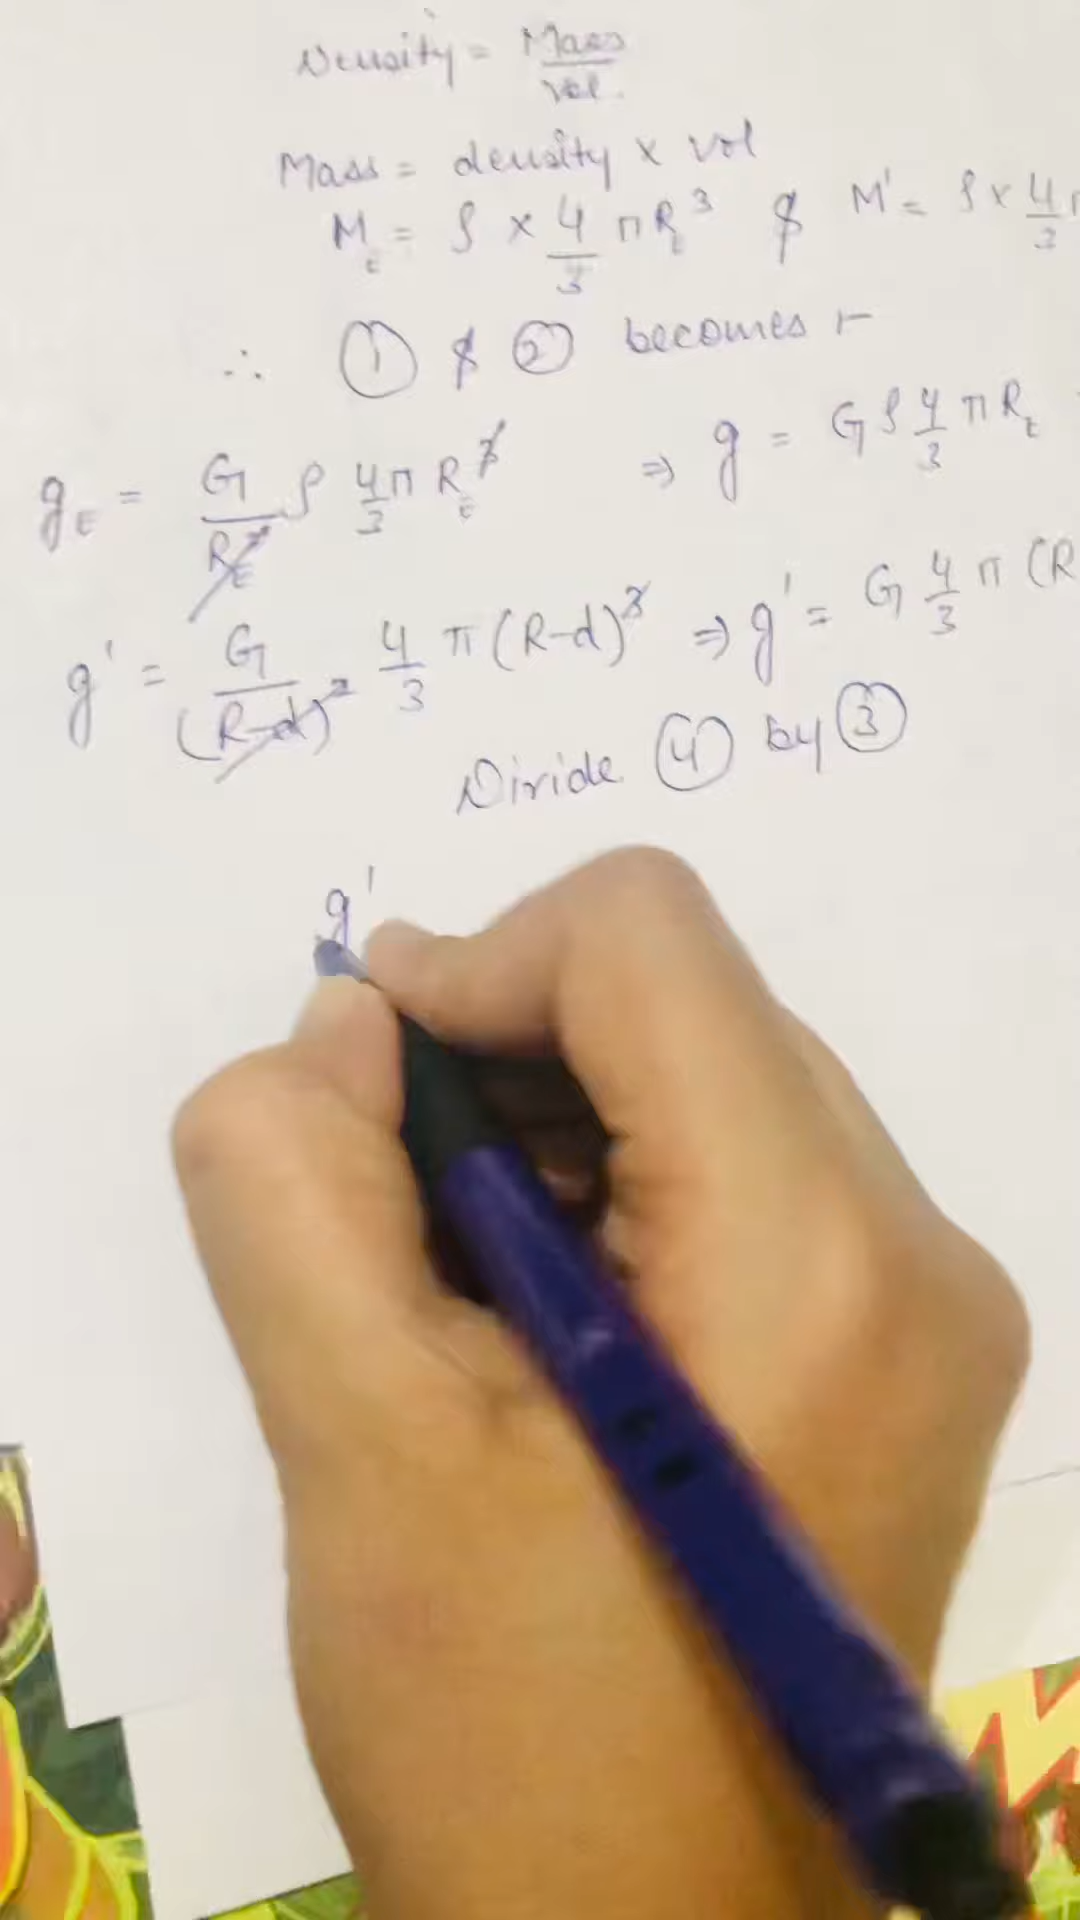 Density = Mass / Vol.
Mass = density × vol
M_E = ρ × 4/3 π R_E^3 & M' = ρ × 4/3 π
∴ ① & ② becomes :-
g_E = G/R_E^2 ρ 4/3 π R_E^3 ⇒ g = G ρ 4/3 π R_E
g' = G/(R-d)^2 4/3 π (R-d)^3 ⇒ g' = G 4/3 π (R
Divide ④ by ③
g'